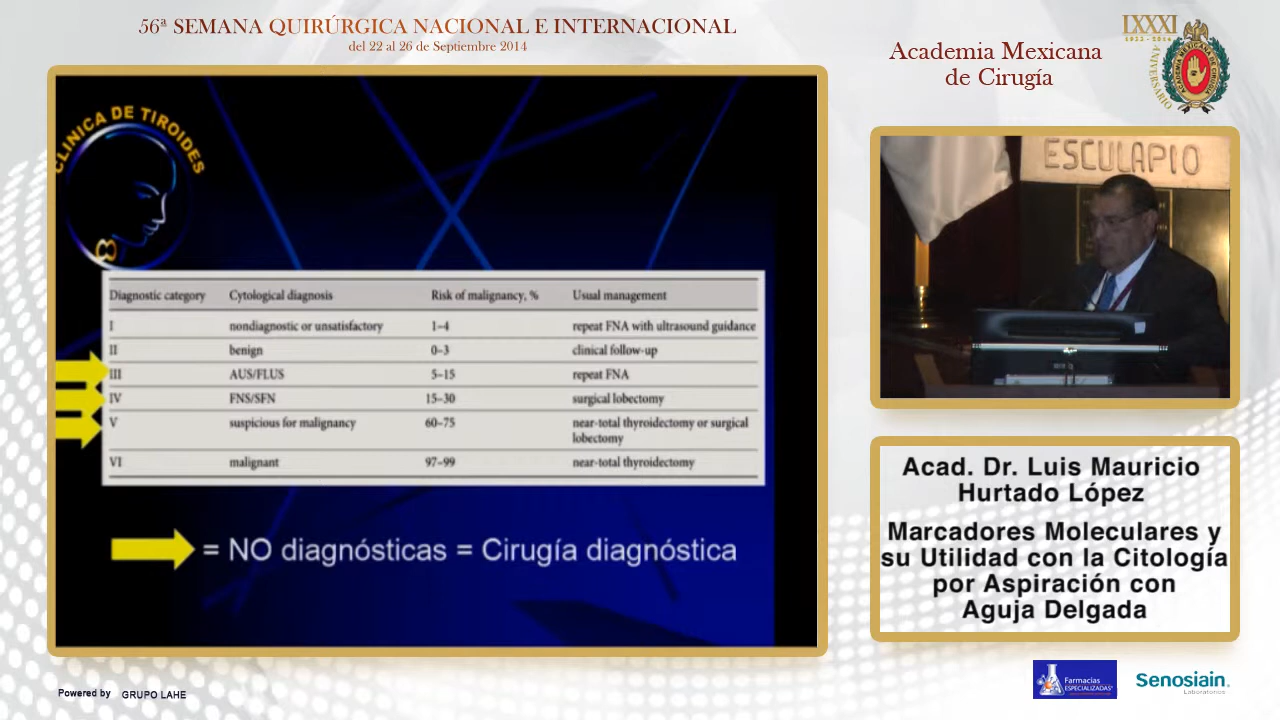 56ª SEMANA QUIRÚRGICA NACIONAL E INTERNACIONAL
del 22 al 26 de Septiembre 2014
Academia Mexicana
de Cirugía
LXXXI
1933 - 2014
ANIVERSARIO
ACADEMIA MEXICANA DE CIRUGIA
CLINICA DE TIROIDES
Diagnostic category Cytological diagnosis Risk of malignancy, % Usual management
I nondiagnostic or unsatisfactory 1–4 repeat FNA with ultrasound guidance
II benign 0–3 clinical follow-up
III AUS/FLUS 5–15 repeat FNA
IV FNS/SFN 15–30 surgical lobectomy
V suspicious for malignancy 60–75 near-total thyroidectomy or surgical
lobectomy
VI malignant 97–99 near-total thyroidectomy
= NO diagnósticas = Cirugía diagnóstica
ESCULAPIO
Acad. Dr. Luis Mauricio
Hurtado López
Marcadores Moleculares y
su Utilidad con la Citología
por Aspiración con
Aguja Delgada
Powered by GRUPO LAHE
Farmacias
ESPECIALIZADAS
Senosiain.
Laboratorios